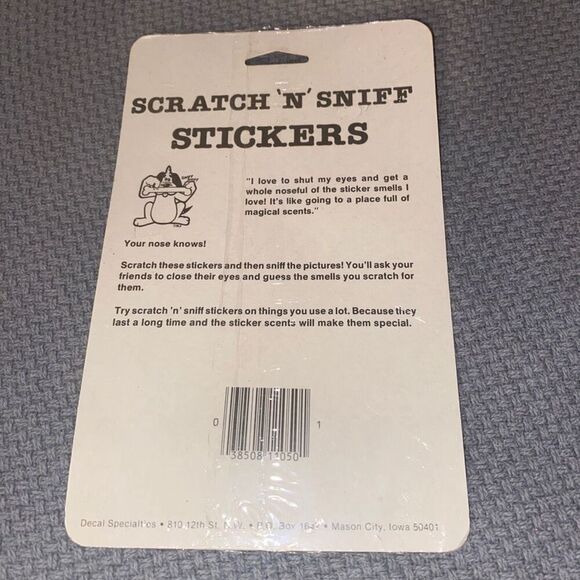 SCRATCH 'N' SNIFF
STICKERS
"I love to shut my eyes and get a
whole noseful of the sticker smells I
love! It's like going to a place full of
magical scents."
Your nose knows!
Scratch these stickers and then sniff the pictures! You'll ask your
friends to close their eyes and guess the smells you scratch for
them.
Try scratch 'n' sniff stickers on things you use a lot. Because they
last a long time and the sticker scents will make them special.
0 1
38508 11050
Decal Specialties • 810 12th St. N.W. • P.O. Box • Mason City, Iowa 50401